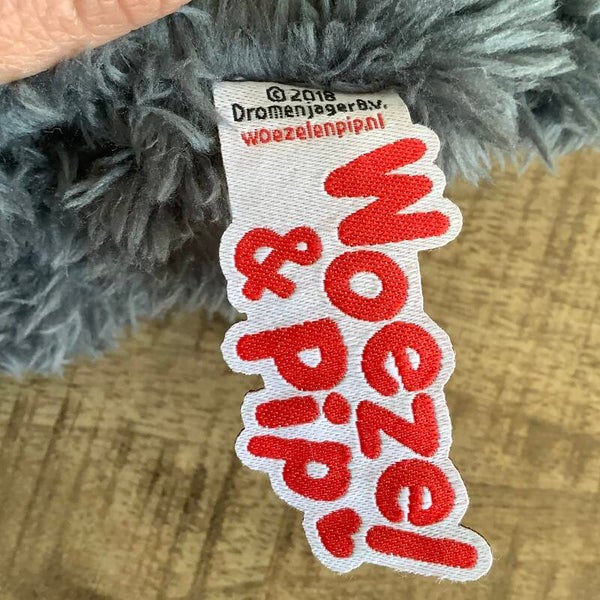 © 2018
Dromenjager B.V.
woezelenpip.nl
Woezel
& pip